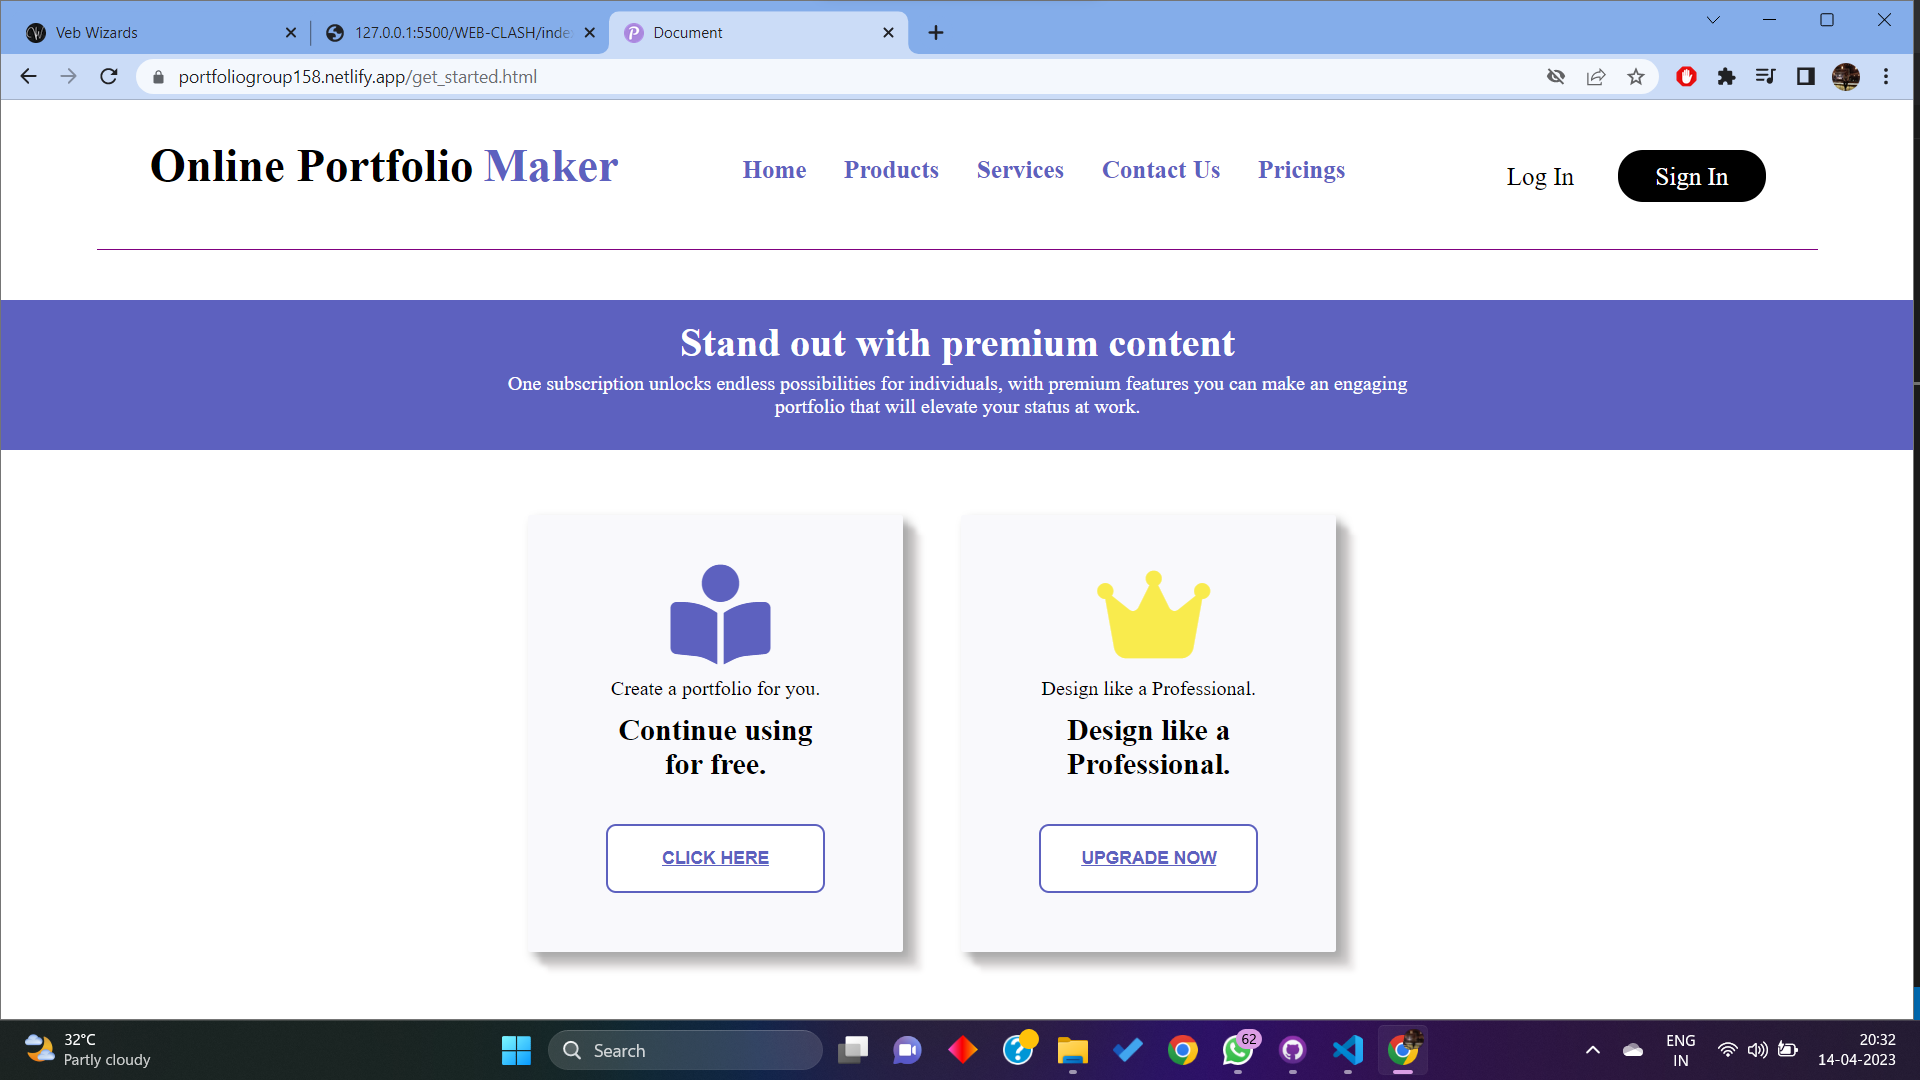 Veb Wizards
127.0.0.1:5500/WEB-CLASH/inde
Document
portfoliogroup158.netlify.app/get_started.html
Online Portfolio Maker
Home
Products
Services
Contact Us
Pricings
Log In
Sign In
Stand out with premium content
One subscription unlocks endless possibilities for individuals, with premium features you can make an engaging
portfolio that will elevate your status at work.
Create a portfolio for you.
Continue using
for free.
CLICK HERE
Design like a Professional.
Design like a
Professional.
UPGRADE NOW
32°C
Partly cloudy
Search
62
ENG
IN
20:32
14-04-2023